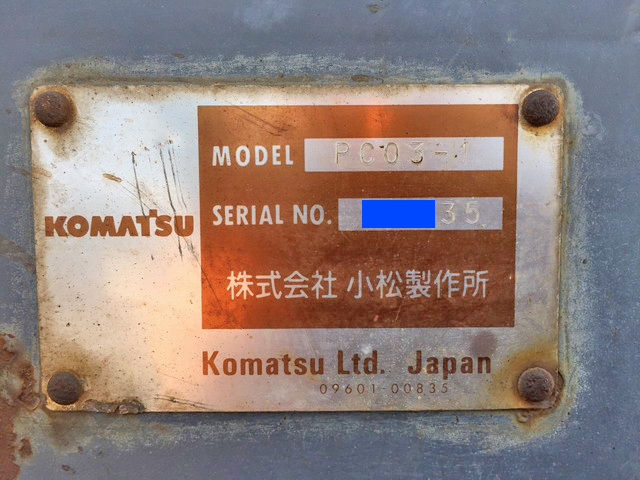 MODEL PC03-1
SERIAL NO. 35
KOMATSU
株式会社 小松製作所
Komatsu Ltd. Japan
09601-00835